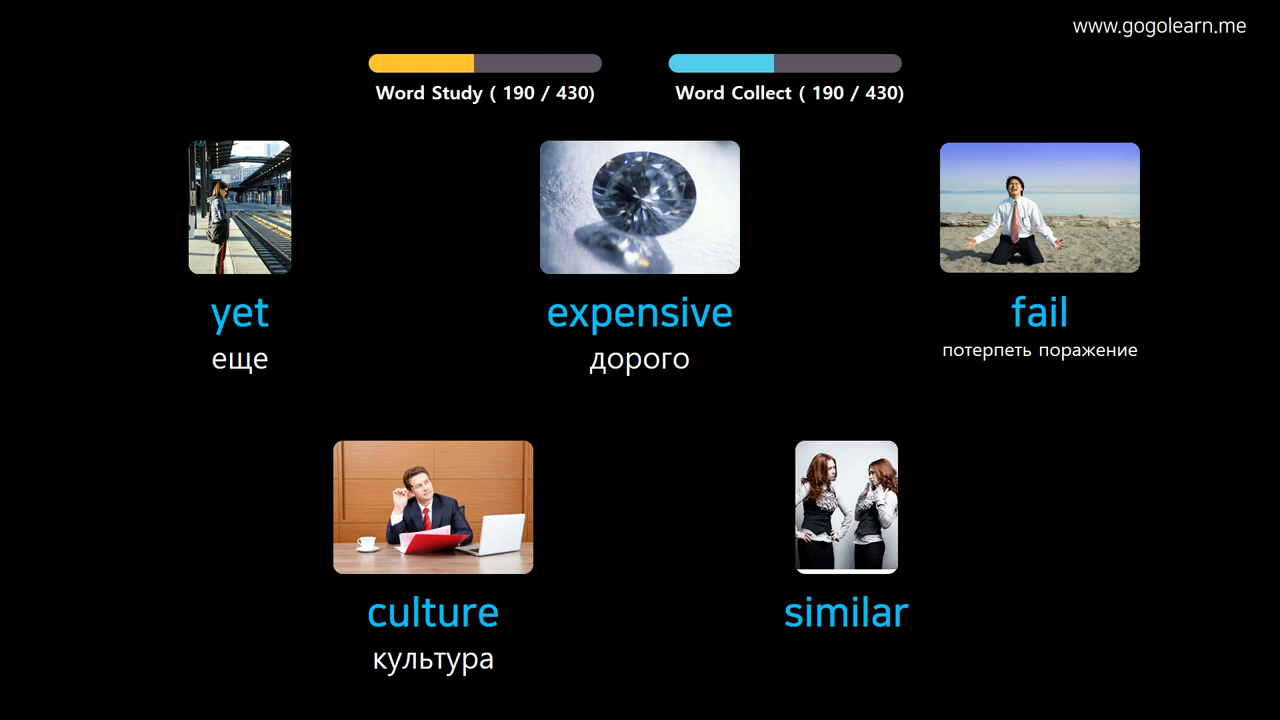 www.gogolearn.me
Word Study ( 190 / 430)
Word Collect ( 190 / 430)
yet
еще
expensive
дорого
fail
потерпеть поражение
culture
культура
similar